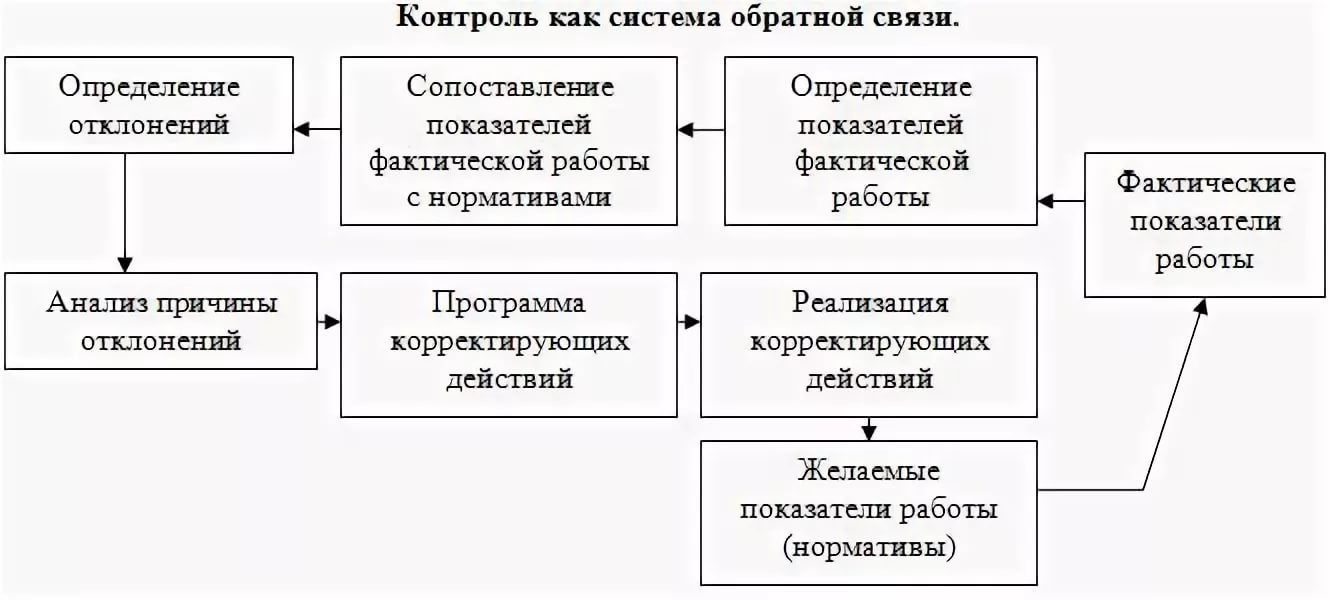 Контроль как система обратной связи.
Определение
отклонений
Сопоставление
показателей
фактической работы
с нормативами
Определение
показателей
фактической
работы
Фактические
показатели
работы
Анализ причины
отклонений
Программа
корректирующих
действий
Реализация
корректирующих
действий
Желаемые
показатели работы
(нормативы)